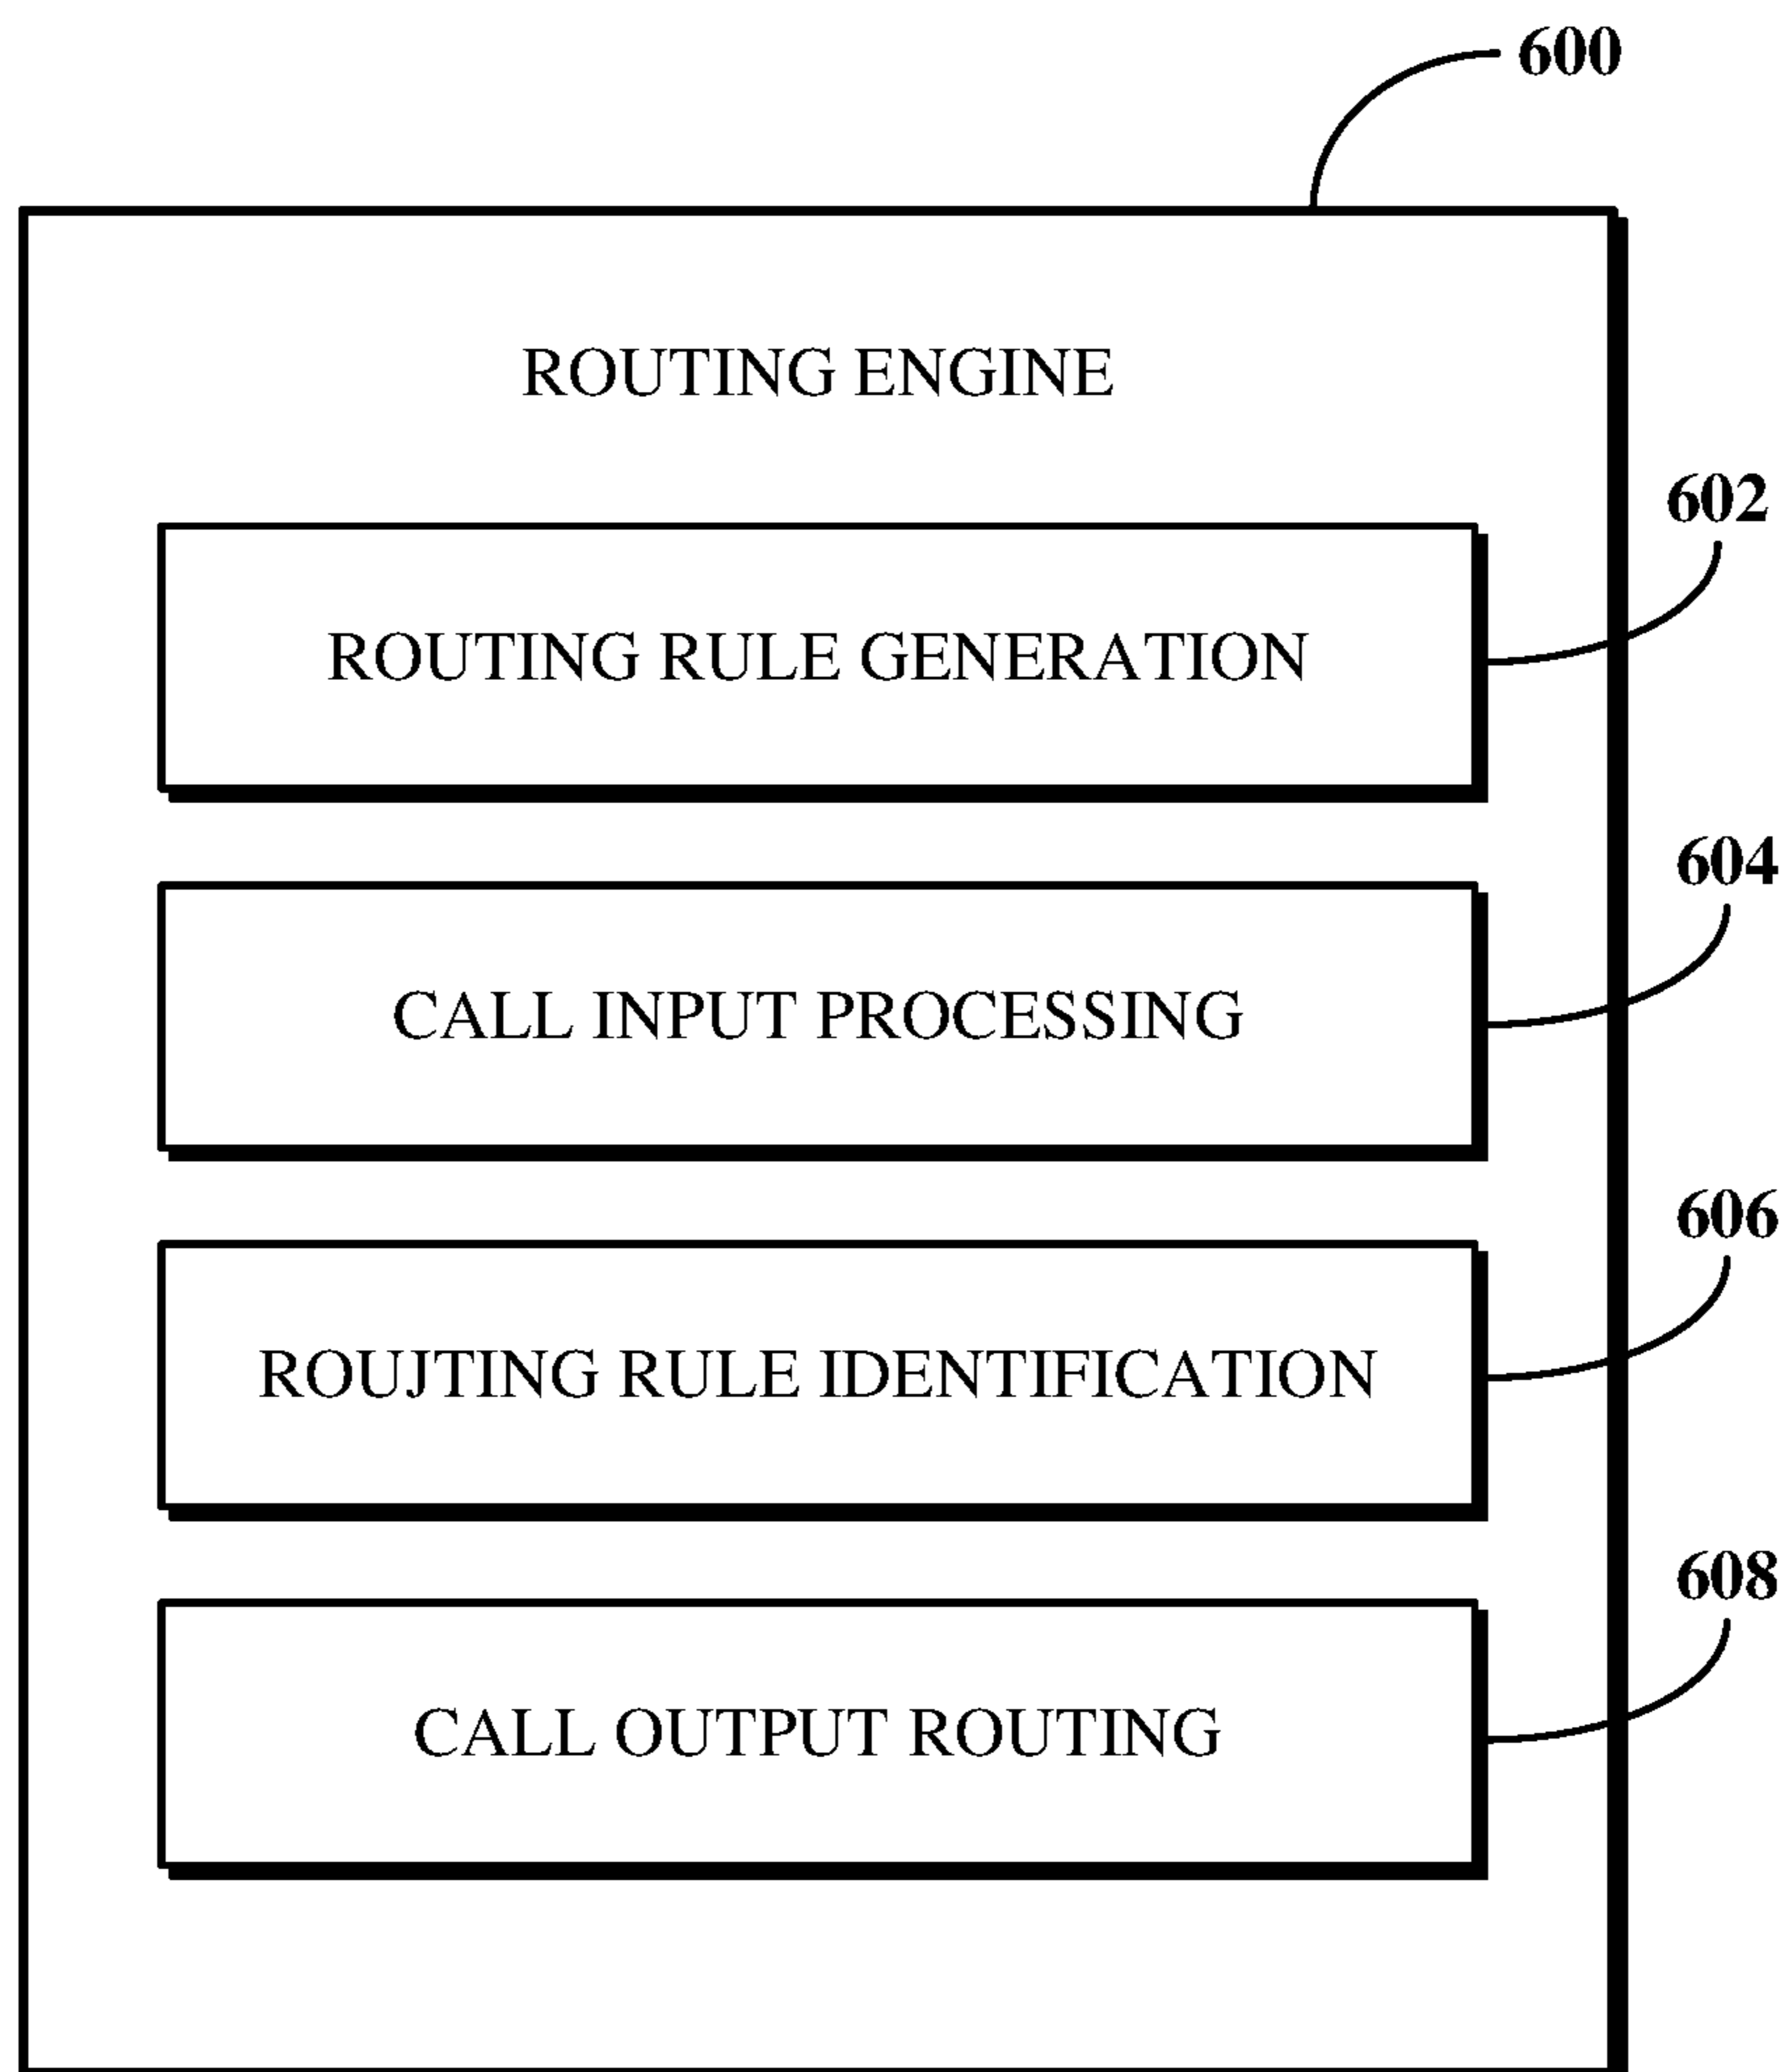 600
ROUTING ENGINE
602
ROUTING RULE GENERATION
604
CALL INPUT PROCESSING
606
ROUJTING RULE IDENTIFICATION
608
CALL OUTPUT ROUTING